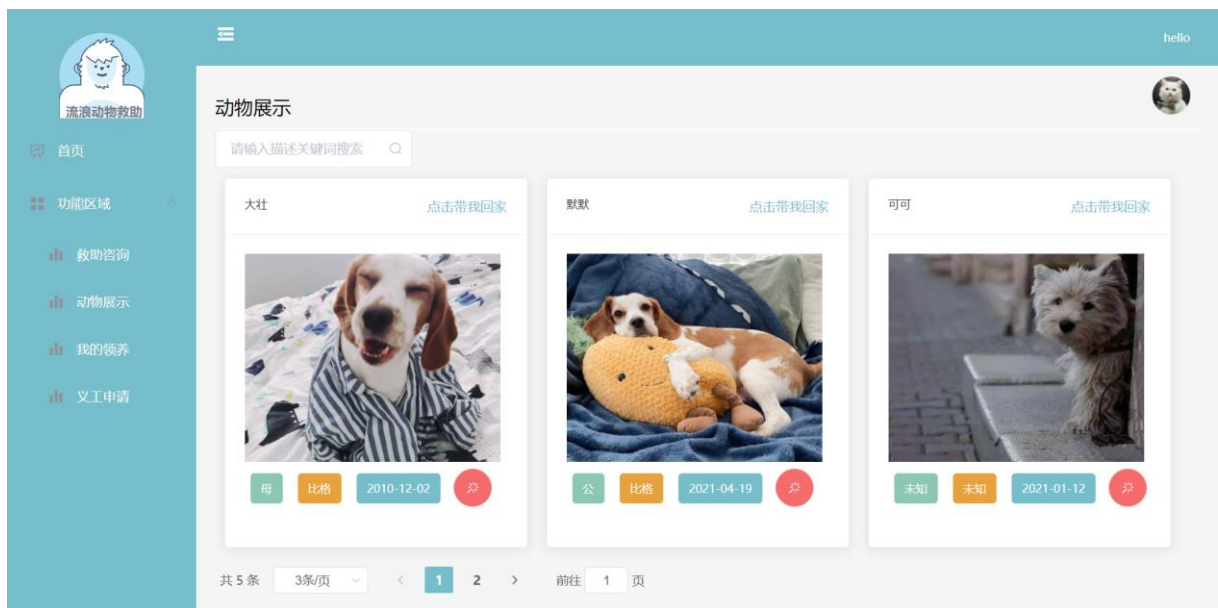 hello
流浪动物救助
首页
功能区域
救助咨询
动物展示
我的领养
义工申请
动物展示
请输入描述关键词搜索
大壮 点击带我回家
母 比格 2010-12-02
默默 点击带我回家
公 比格 2021-04-19
可可 点击带我回家
未知 未知 2021-01-12
共 5 条 3条/页 < 1 2 > 前往 1 页